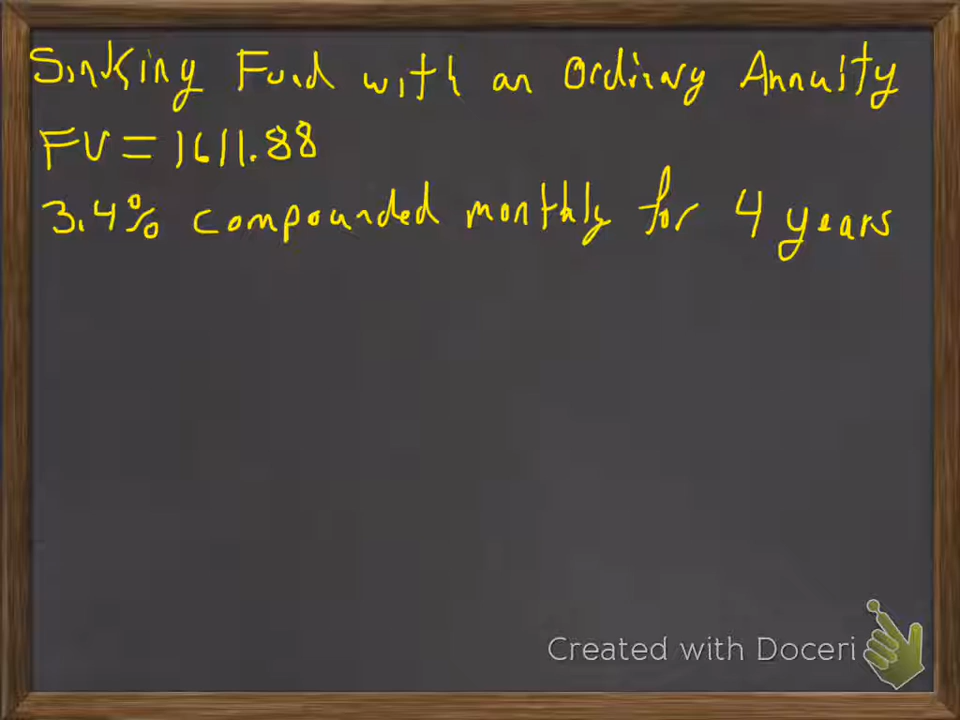 Sinking Fund with an Ordinary Annuity
FV = 1611.88
3.4% compounded monthly for 4 years
Created with Doceri